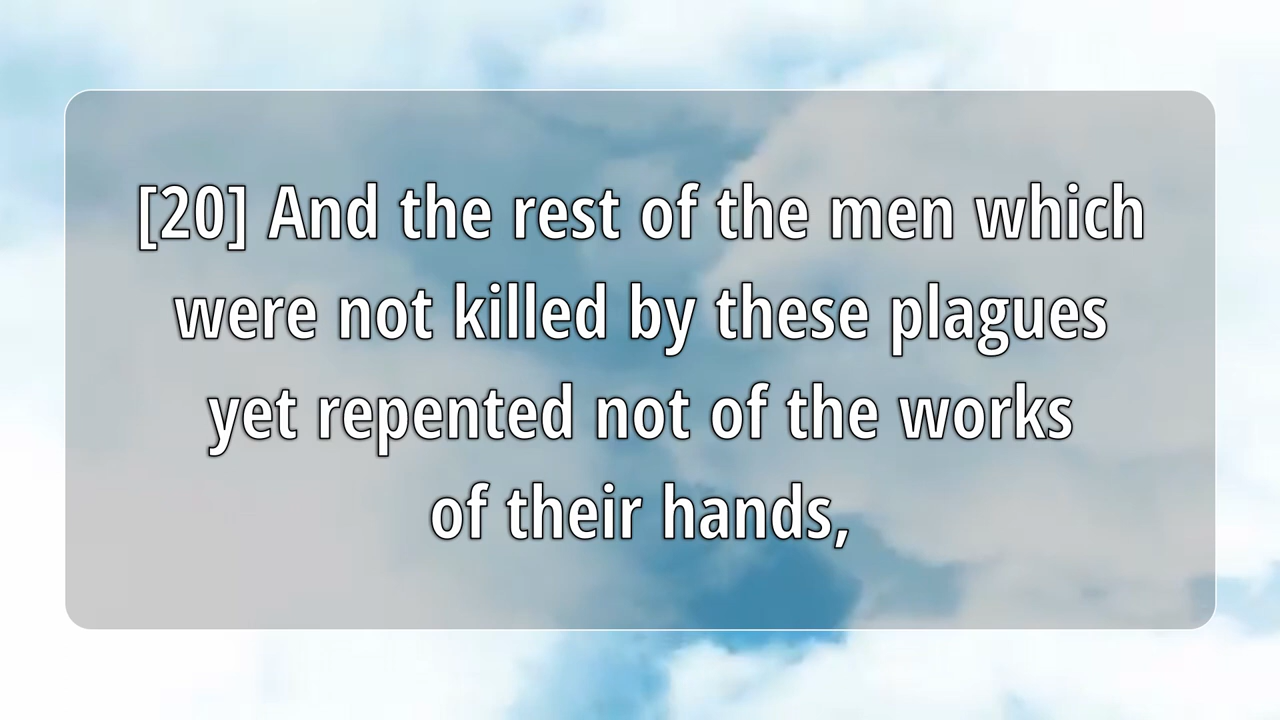 [20] And the rest of the men which
were not killed by these plagues
yet repented not of the works
of their hands,